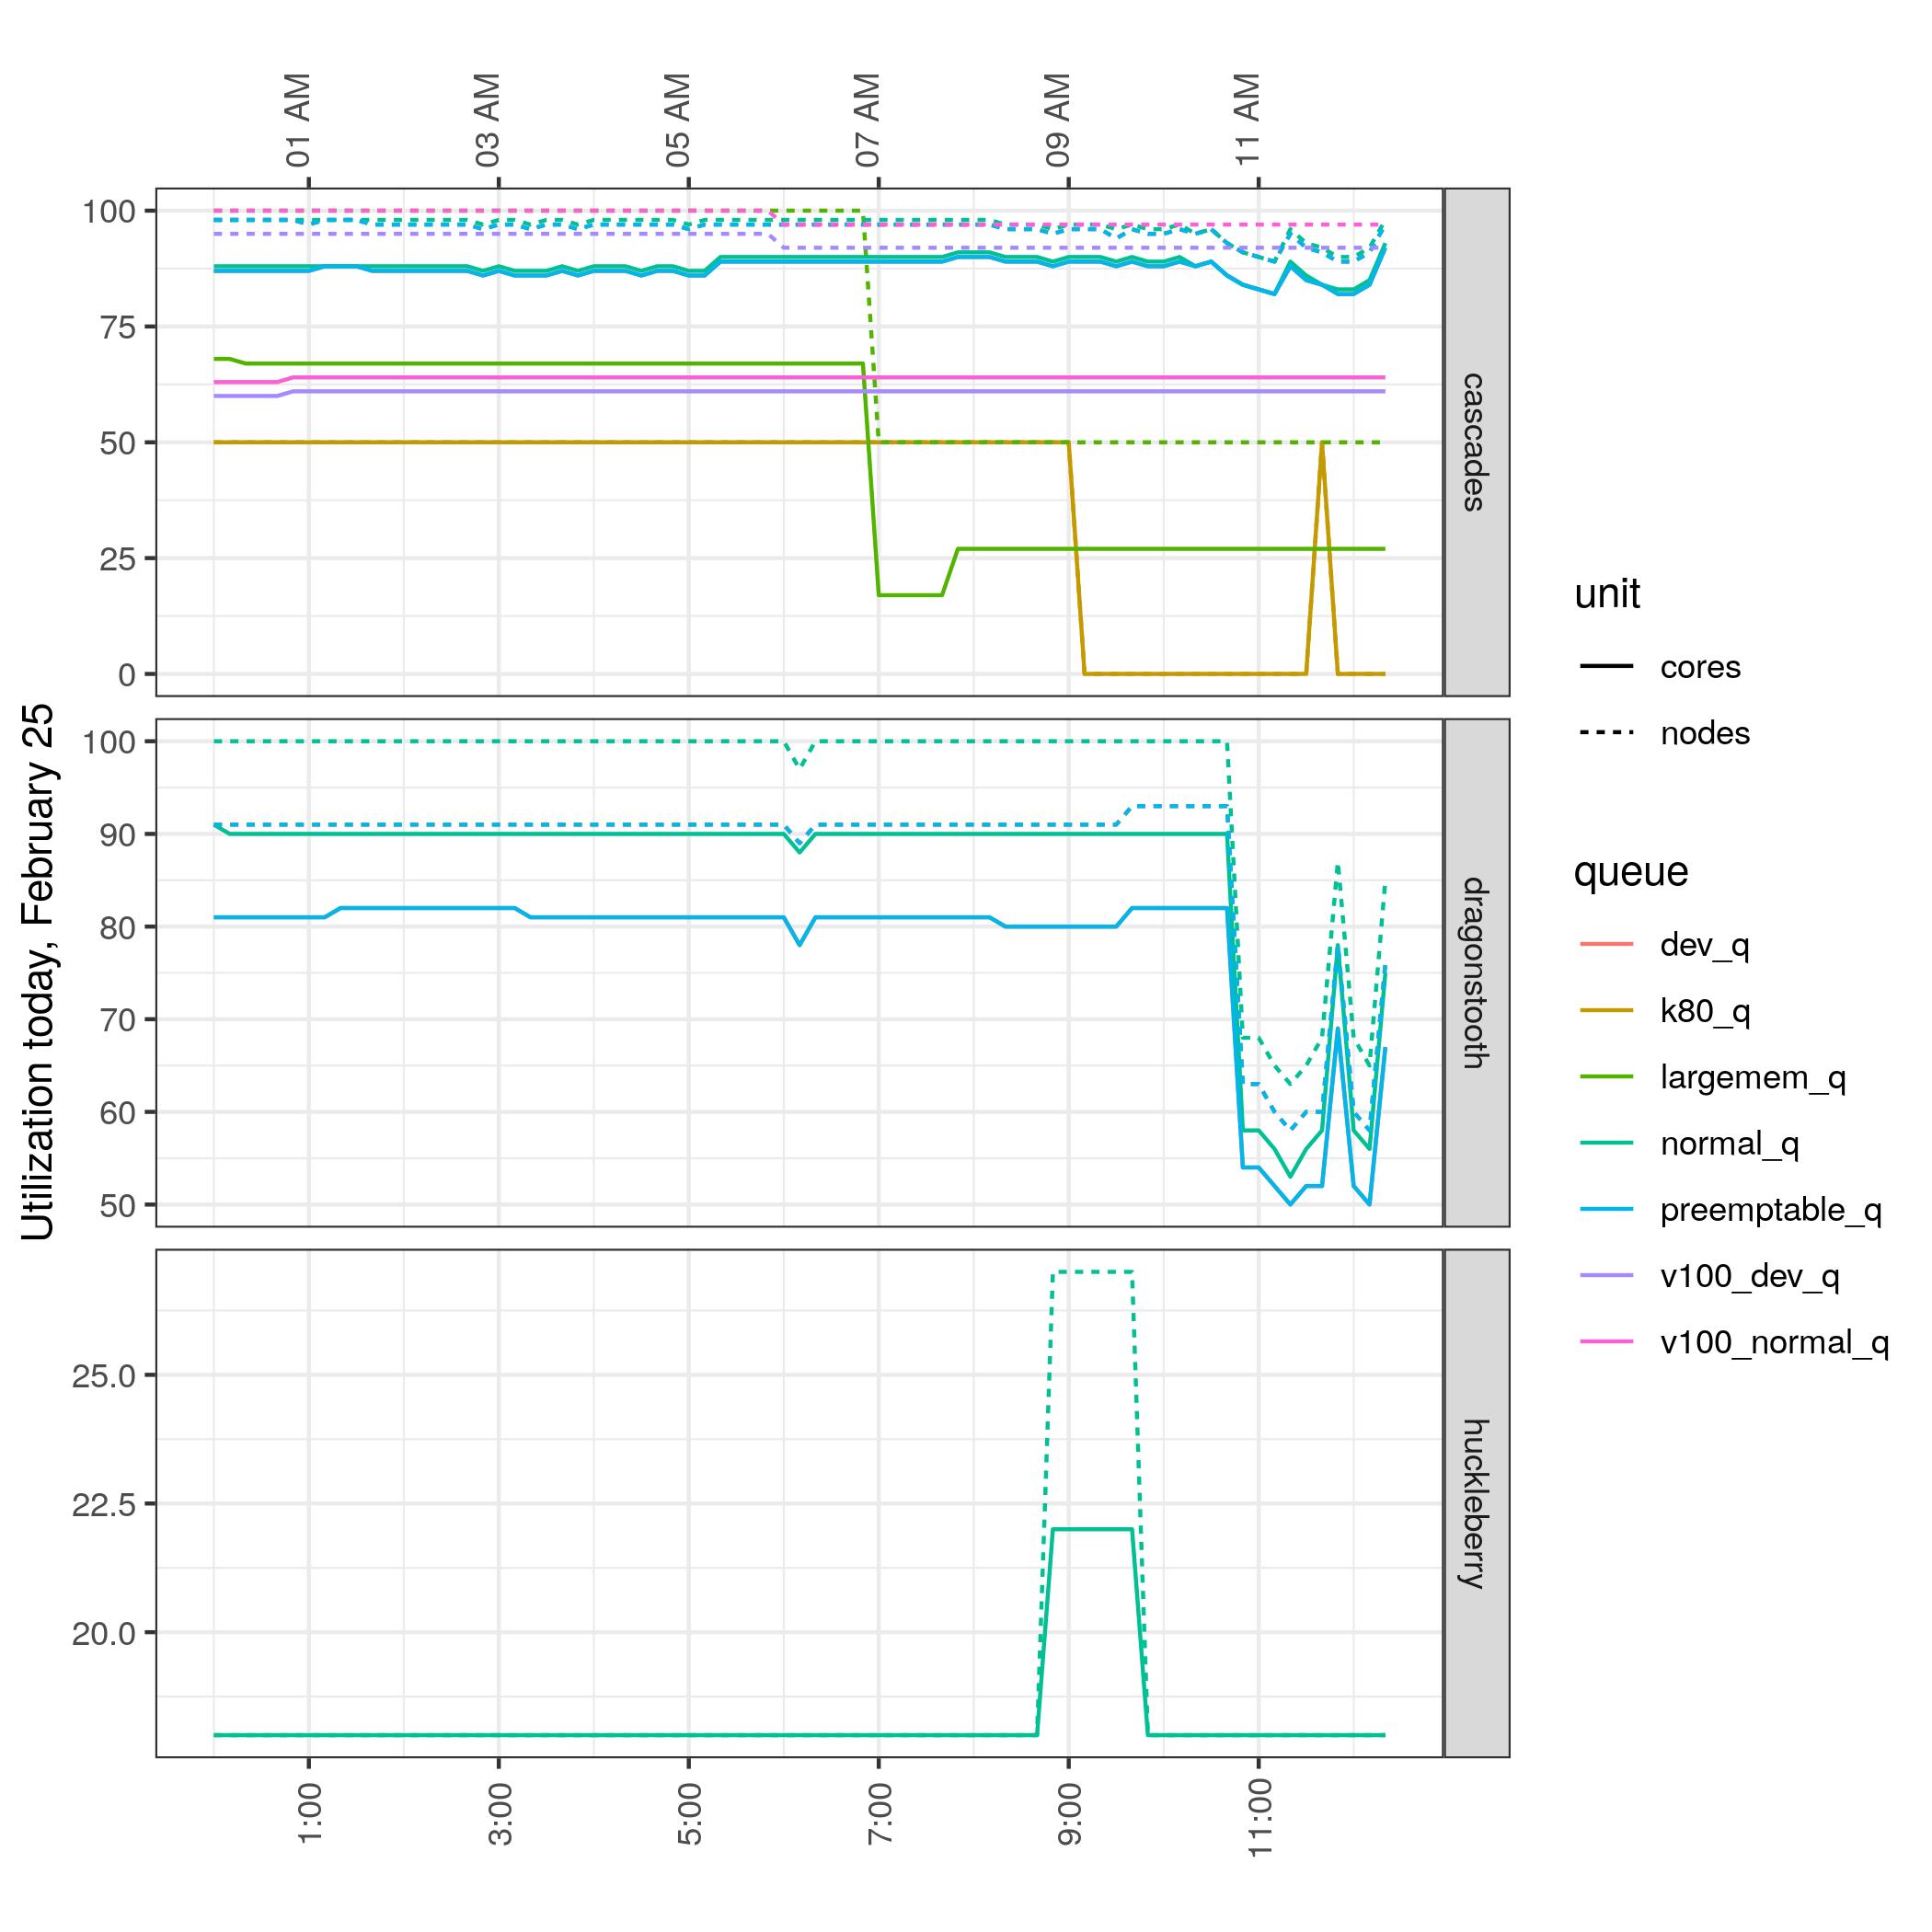 01 AM
03 AM
05 AM
07 AM
09 AM
11 AM
Utilization today, February 25
100
75
50
25
0
cascades
100
90
80
70
60
50
dragonstooth
25.0
22.5
20.0
huckleberry
1:00
3:00
5:00
7:00
9:00
11:00
unit
cores
nodes
queue
dev_q
k80_q
largemem_q
normal_q
preemptable_q
v100_dev_q
v100_normal_q